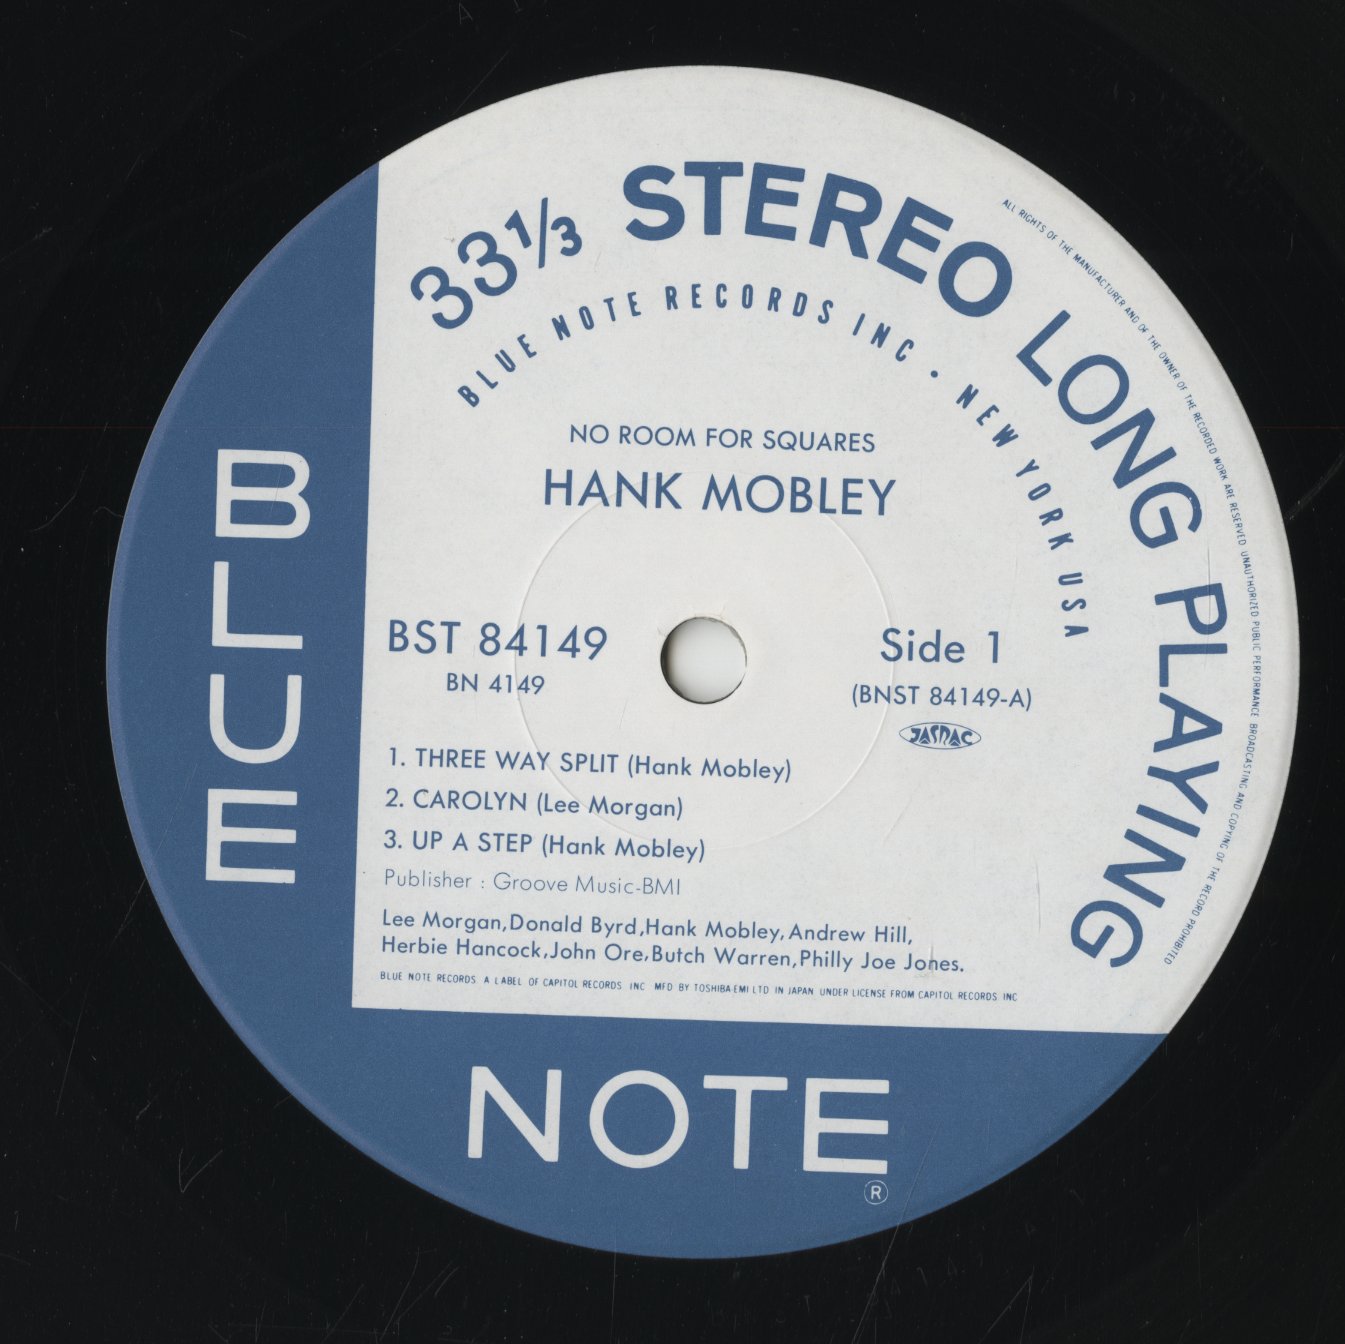 33⅓ STEREO LONG PLAYING
BLUE NOTE RECORDS INC • NEW YORK USA
ALL RIGHTS OF THE MANUFACTURER AND OF THE OWNER OF THE RECORDED WORK ARE RESERVED UNAUTHORIZED PUBLIC PERFORMANCE BROADCASTING AND COPYING OF THE RECORD PROHIBITED
NO ROOM FOR SQUARES
HANK MOBLEY
BST 84149
BN 4149
Side 1
(BNST 84149-A)
JASRAC
1. THREE WAY SPLIT (Hank Mobley)
2. CAROLYN (Lee Morgan)
3. UP A STEP (Hank Mobley)
Publisher : Groove Music-BMI
Lee Morgan,Donald Byrd,Hank Mobley,Andrew Hill,
Herbie Hancock,John Ore,Butch Warren,Philly Joe Jones.
BLUE NOTE RECORDS A LABEL OF CAPITOL RECORDS INC MFD BY TOSHIBA-EMI LTD IN JAPAN UNDER LICENSE FROM CAPITOL RECORDS INC
BLUE
NOTE
®